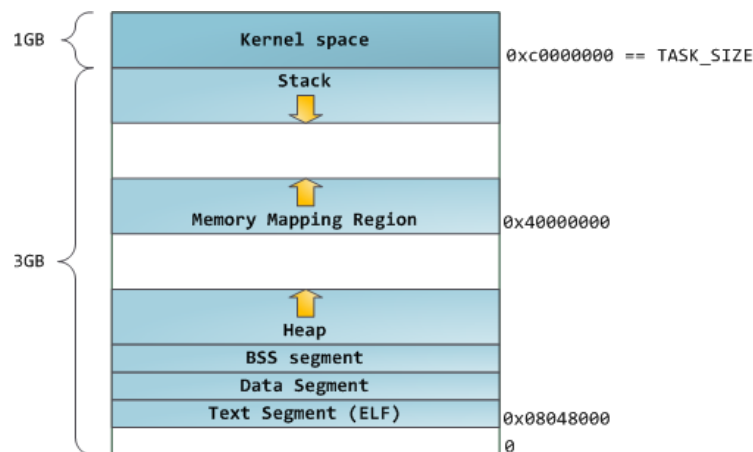 1GB
Kernel space
0xc0000000 == TASK_SIZE
Stack
Memory Mapping Region
0x40000000
3GB
Heap
BSS segment
Data Segment
Text Segment (ELF)
0x08048000
0